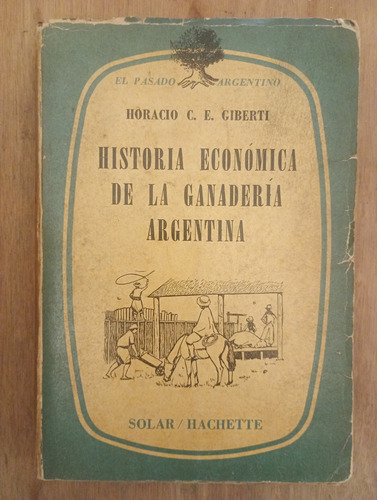 EL PASADO ARGENTINO
HORACIO C. E. GIBERTI
HISTORIA ECONÓMICA
DE LA GANADERÍA
ARGENTINA
SOLAR / HACHETTE